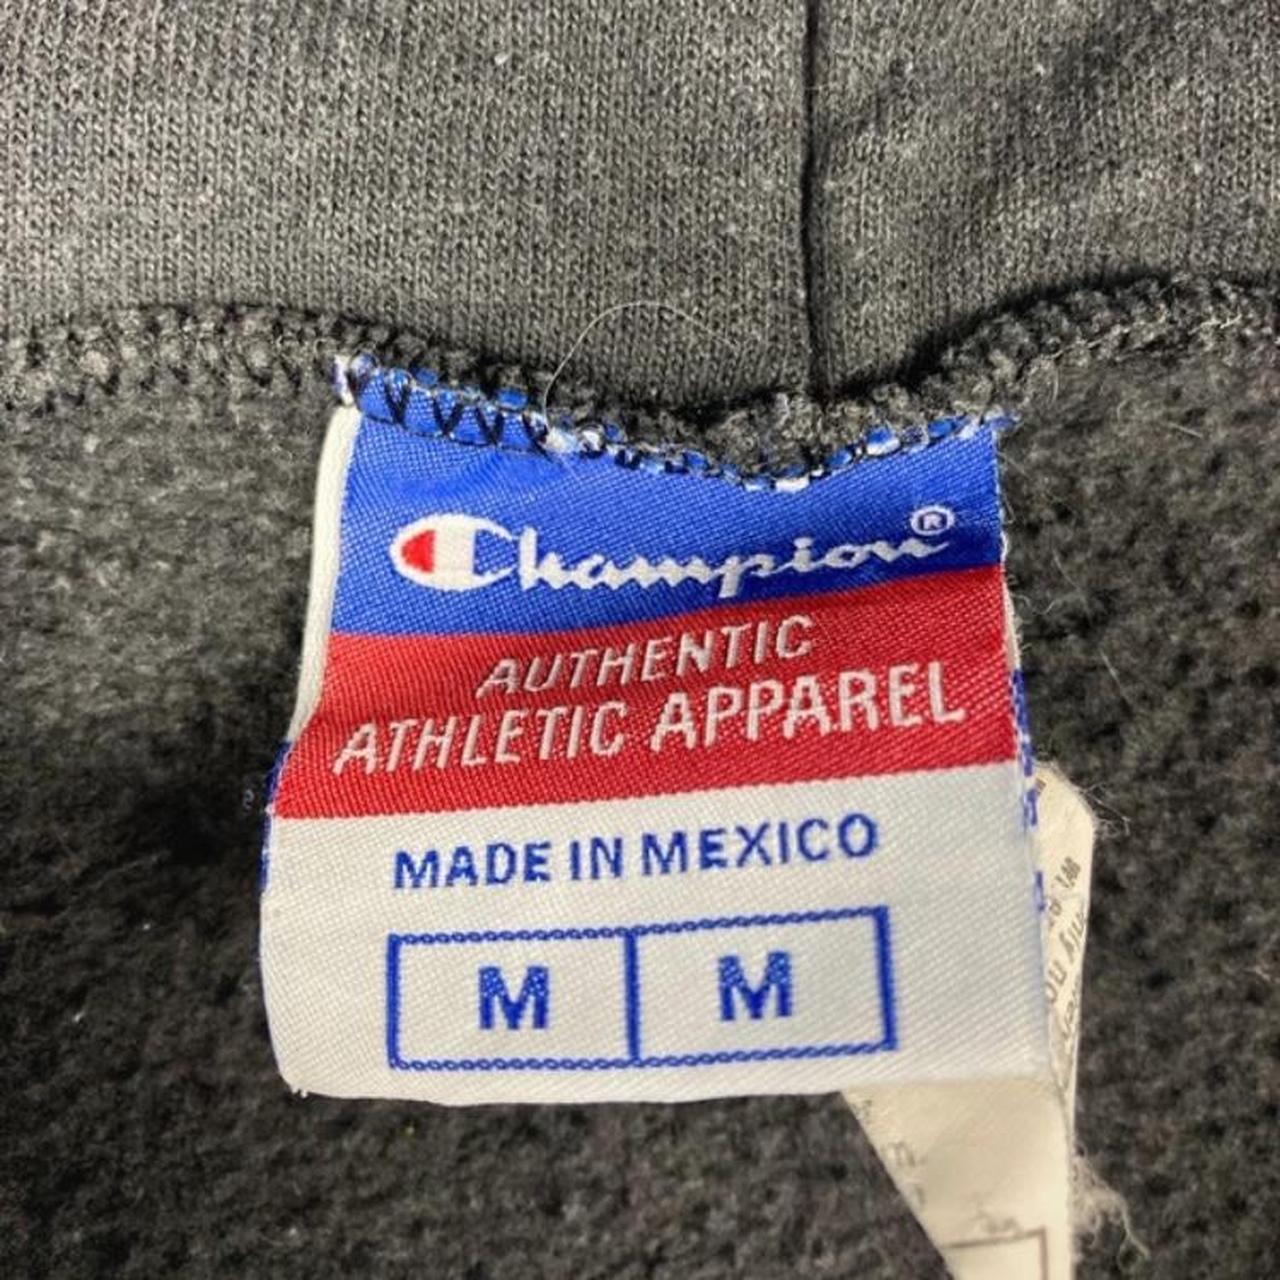 Champion®
AUTHENTIC
ATHLETIC APPAREL
MADE IN MEXICO
M M